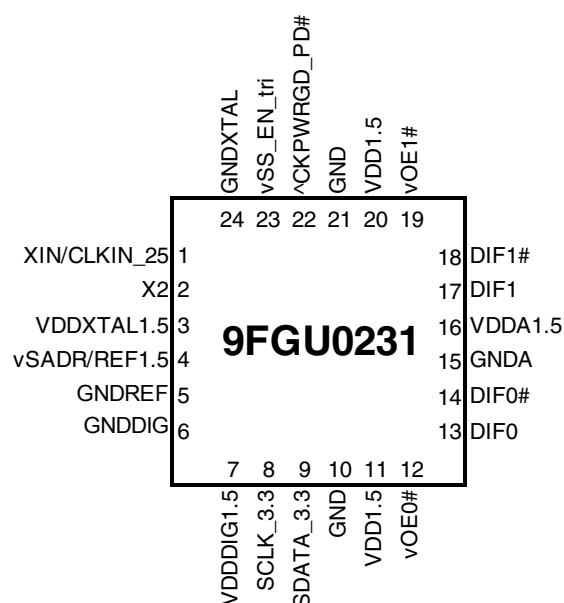 GNDXTAL
vSS_EN_tri
^CKPWRGD_PD#
GND
VDD1.5
vOE1#
24 23 22 21 20 19
XIN/CLKIN_25 1
X2 2
VDDXTAL1.5 3
vSADR/REF1.5 4
GNDREF 5
GNDDIG 6
9FGU0231
18 DIF1#
17 DIF1
16 VDDA1.5
15 GNDA
14 DIF0#
13 DIF0
7 8 9 10 11 12
VDDDIG1.5
SCLK_3.3
SDATA_3.3
GND
VDD1.5
vOE0#